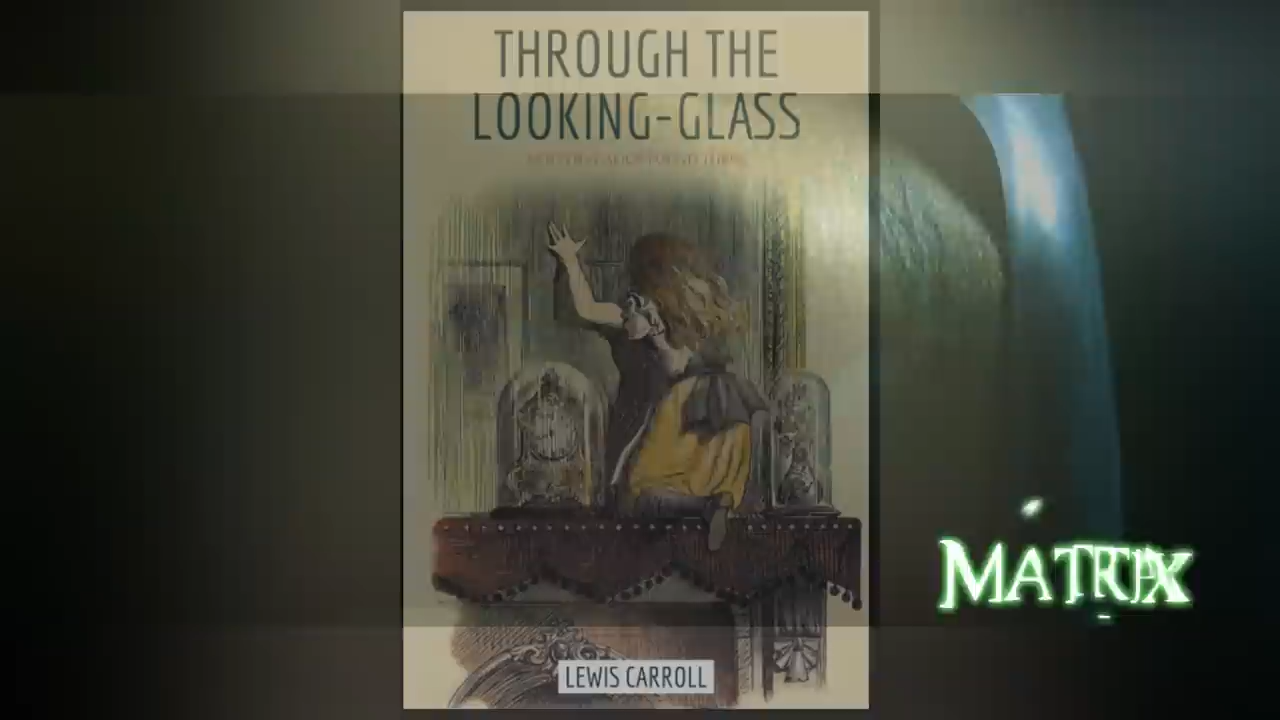 THROUGH THE
LOOKING-GLASS
LEWIS CARROLL
MATRIX